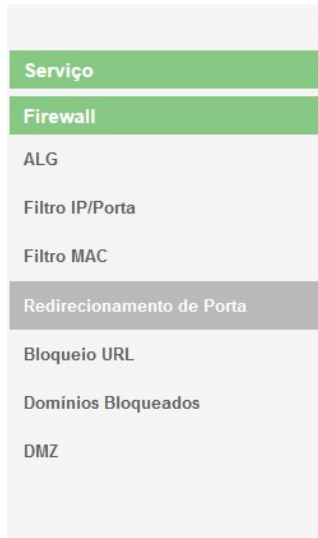 Serviço
Firewall
ALG
Filtro IP/Porta
Filtro MAC
Redirecionamento de Porta
Bloqueio URL
Domínios Bloqueados
DMZ